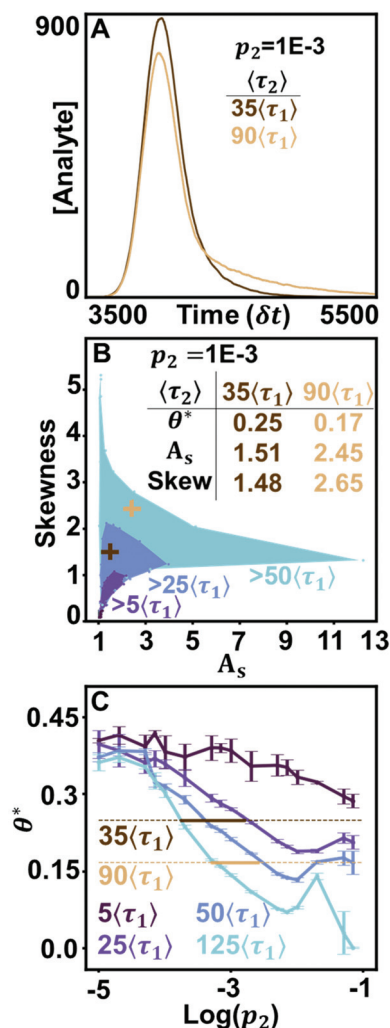 900
A
p₂=1E-3
⟨τ₂⟩
35⟨τ₁⟩
90⟨τ₁⟩
[Analyte]
0
3500 Time (δt) 5500
B
p₂ =1E-3
⟨τ₂⟩ 35⟨τ₁⟩ 90⟨τ₁⟩
θ* 0.25 0.17
Aₛ 1.51 2.45
Skew 1.48 2.65
Skewness
5
4
3
2
1
0
>5⟨τ₁⟩
>25⟨τ₁⟩
>50⟨τ₁⟩
1 3 5 7 9 11 13
Aₛ
C
0.45
0.3
0.15
0.0
θ*
35⟨τ₁⟩
90⟨τ₁⟩
5⟨τ₁⟩ 50⟨τ₁⟩
25⟨τ₁⟩ 125⟨τ₁⟩
-5 -3 -1
Log(p₂)